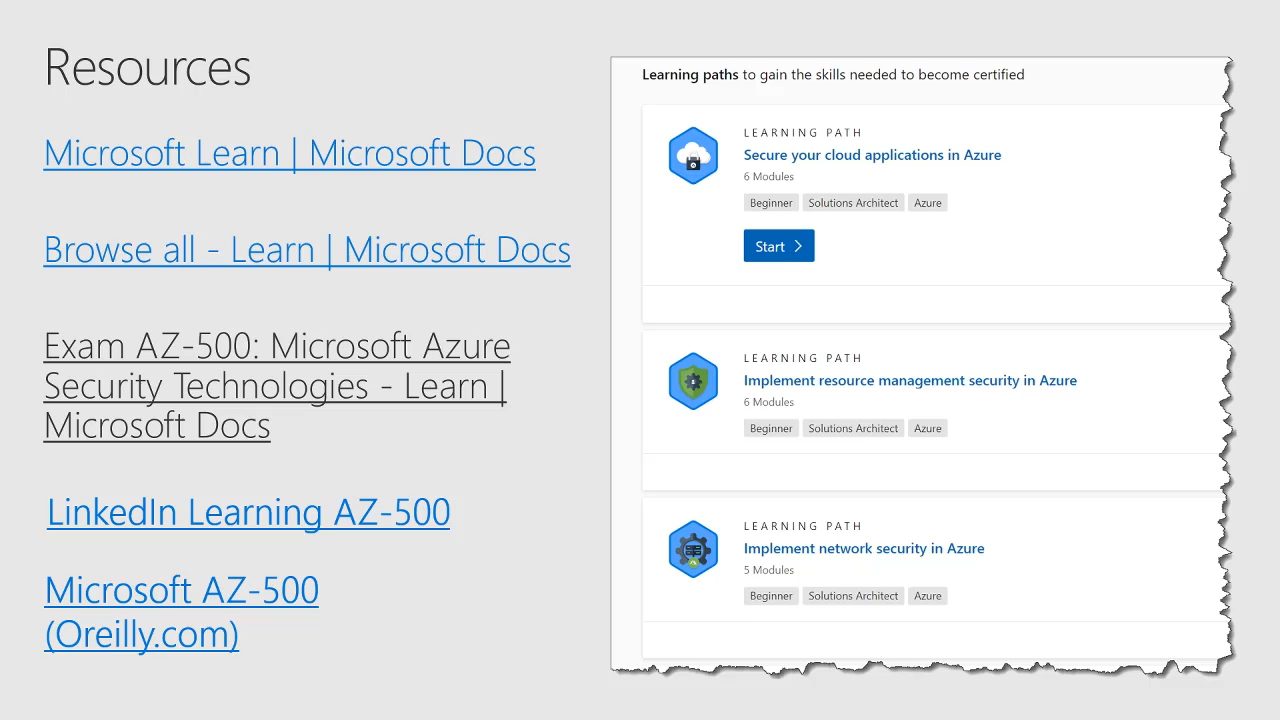 Resources
Microsoft Learn | Microsoft Docs
Browse all - Learn | Microsoft Docs
Exam AZ-500: Microsoft Azure
Security Technologies - Learn |
Microsoft Docs
LinkedIn Learning AZ-500
Microsoft AZ-500
(Oreilly.com)
Learning paths to gain the skills needed to become certified
LEARNING PATH
Secure your cloud applications in Azure
6 Modules
Beginner Solutions Architect Azure
Start
LEARNING PATH
Implement resource management security in Azure
6 Modules
Beginner Solutions Architect Azure
LEARNING PATH
Implement network security in Azure
5 Modules
Beginner Solutions Architect Azure